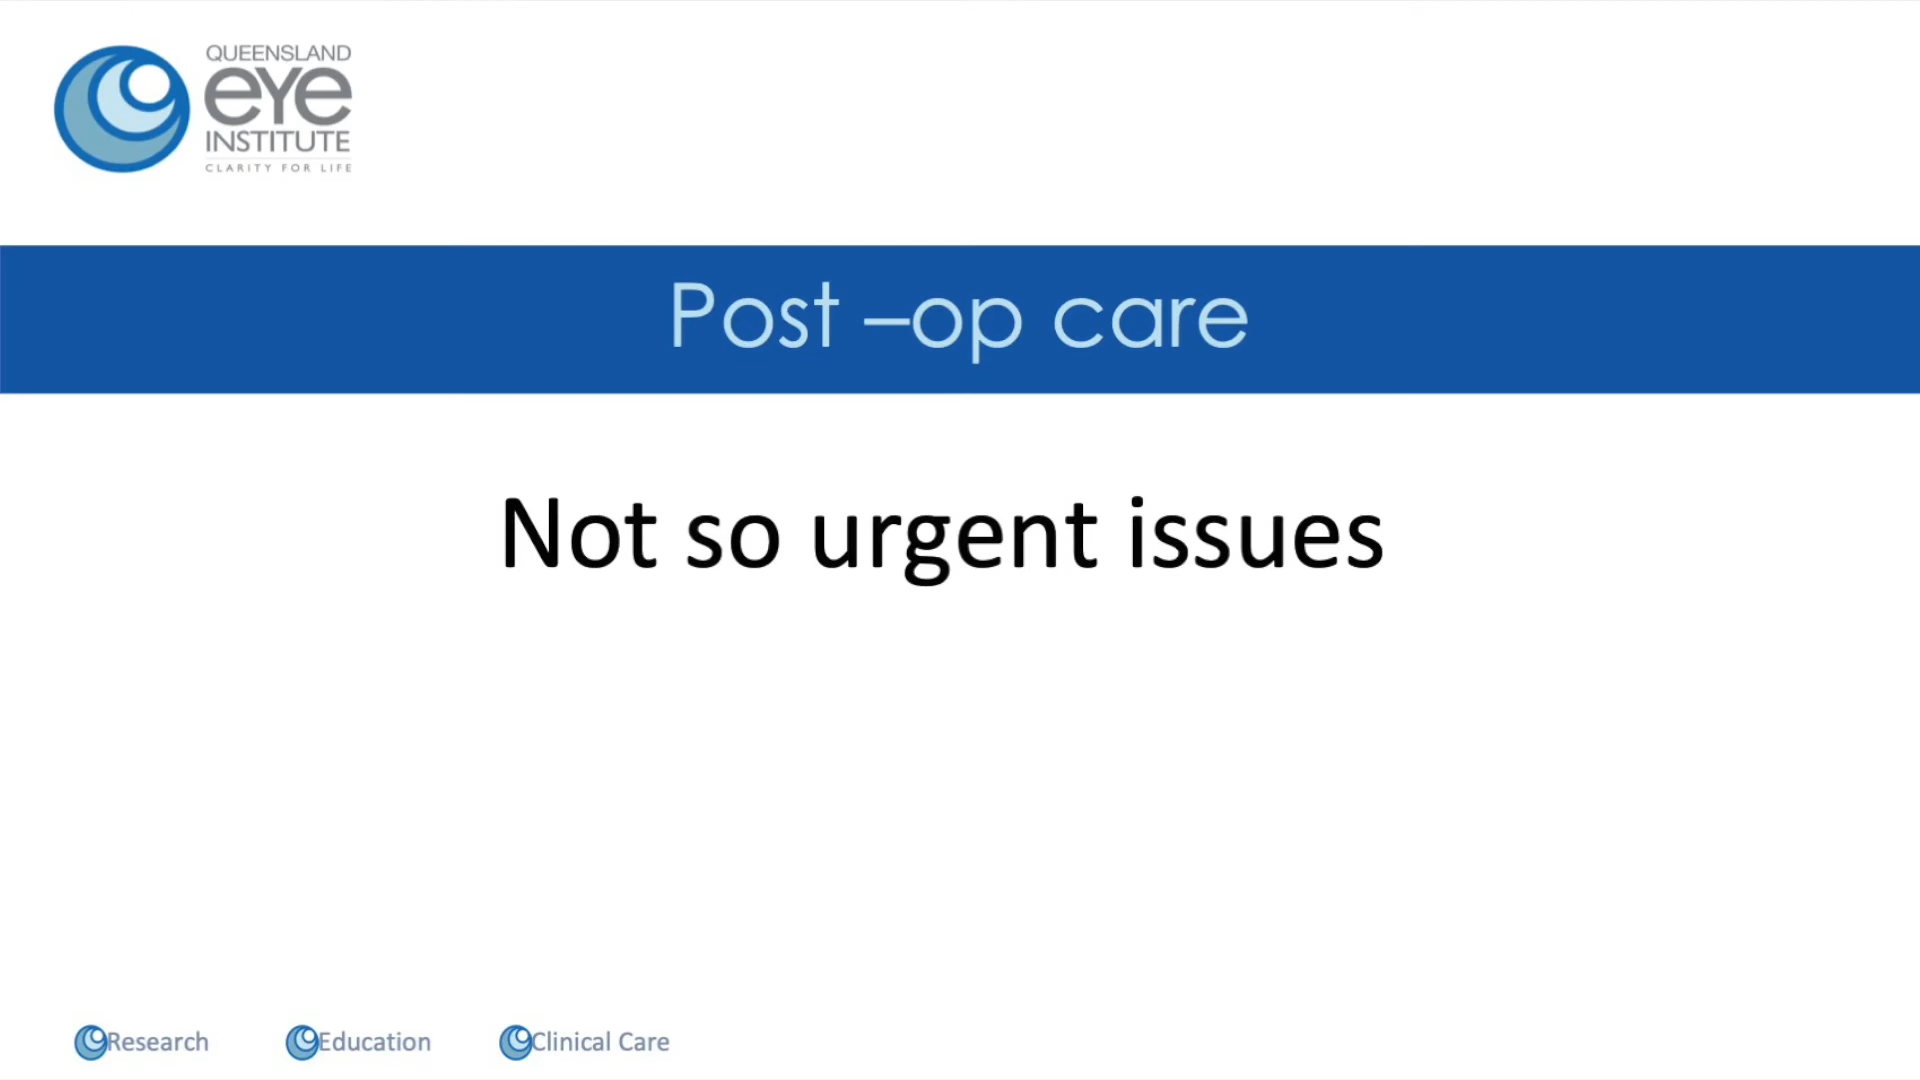 QUEENSLAND
eye
INSTITUTE
CLARITY FOR LIFE
Post –op care
Not so urgent issues
Research
Education
Clinical Care